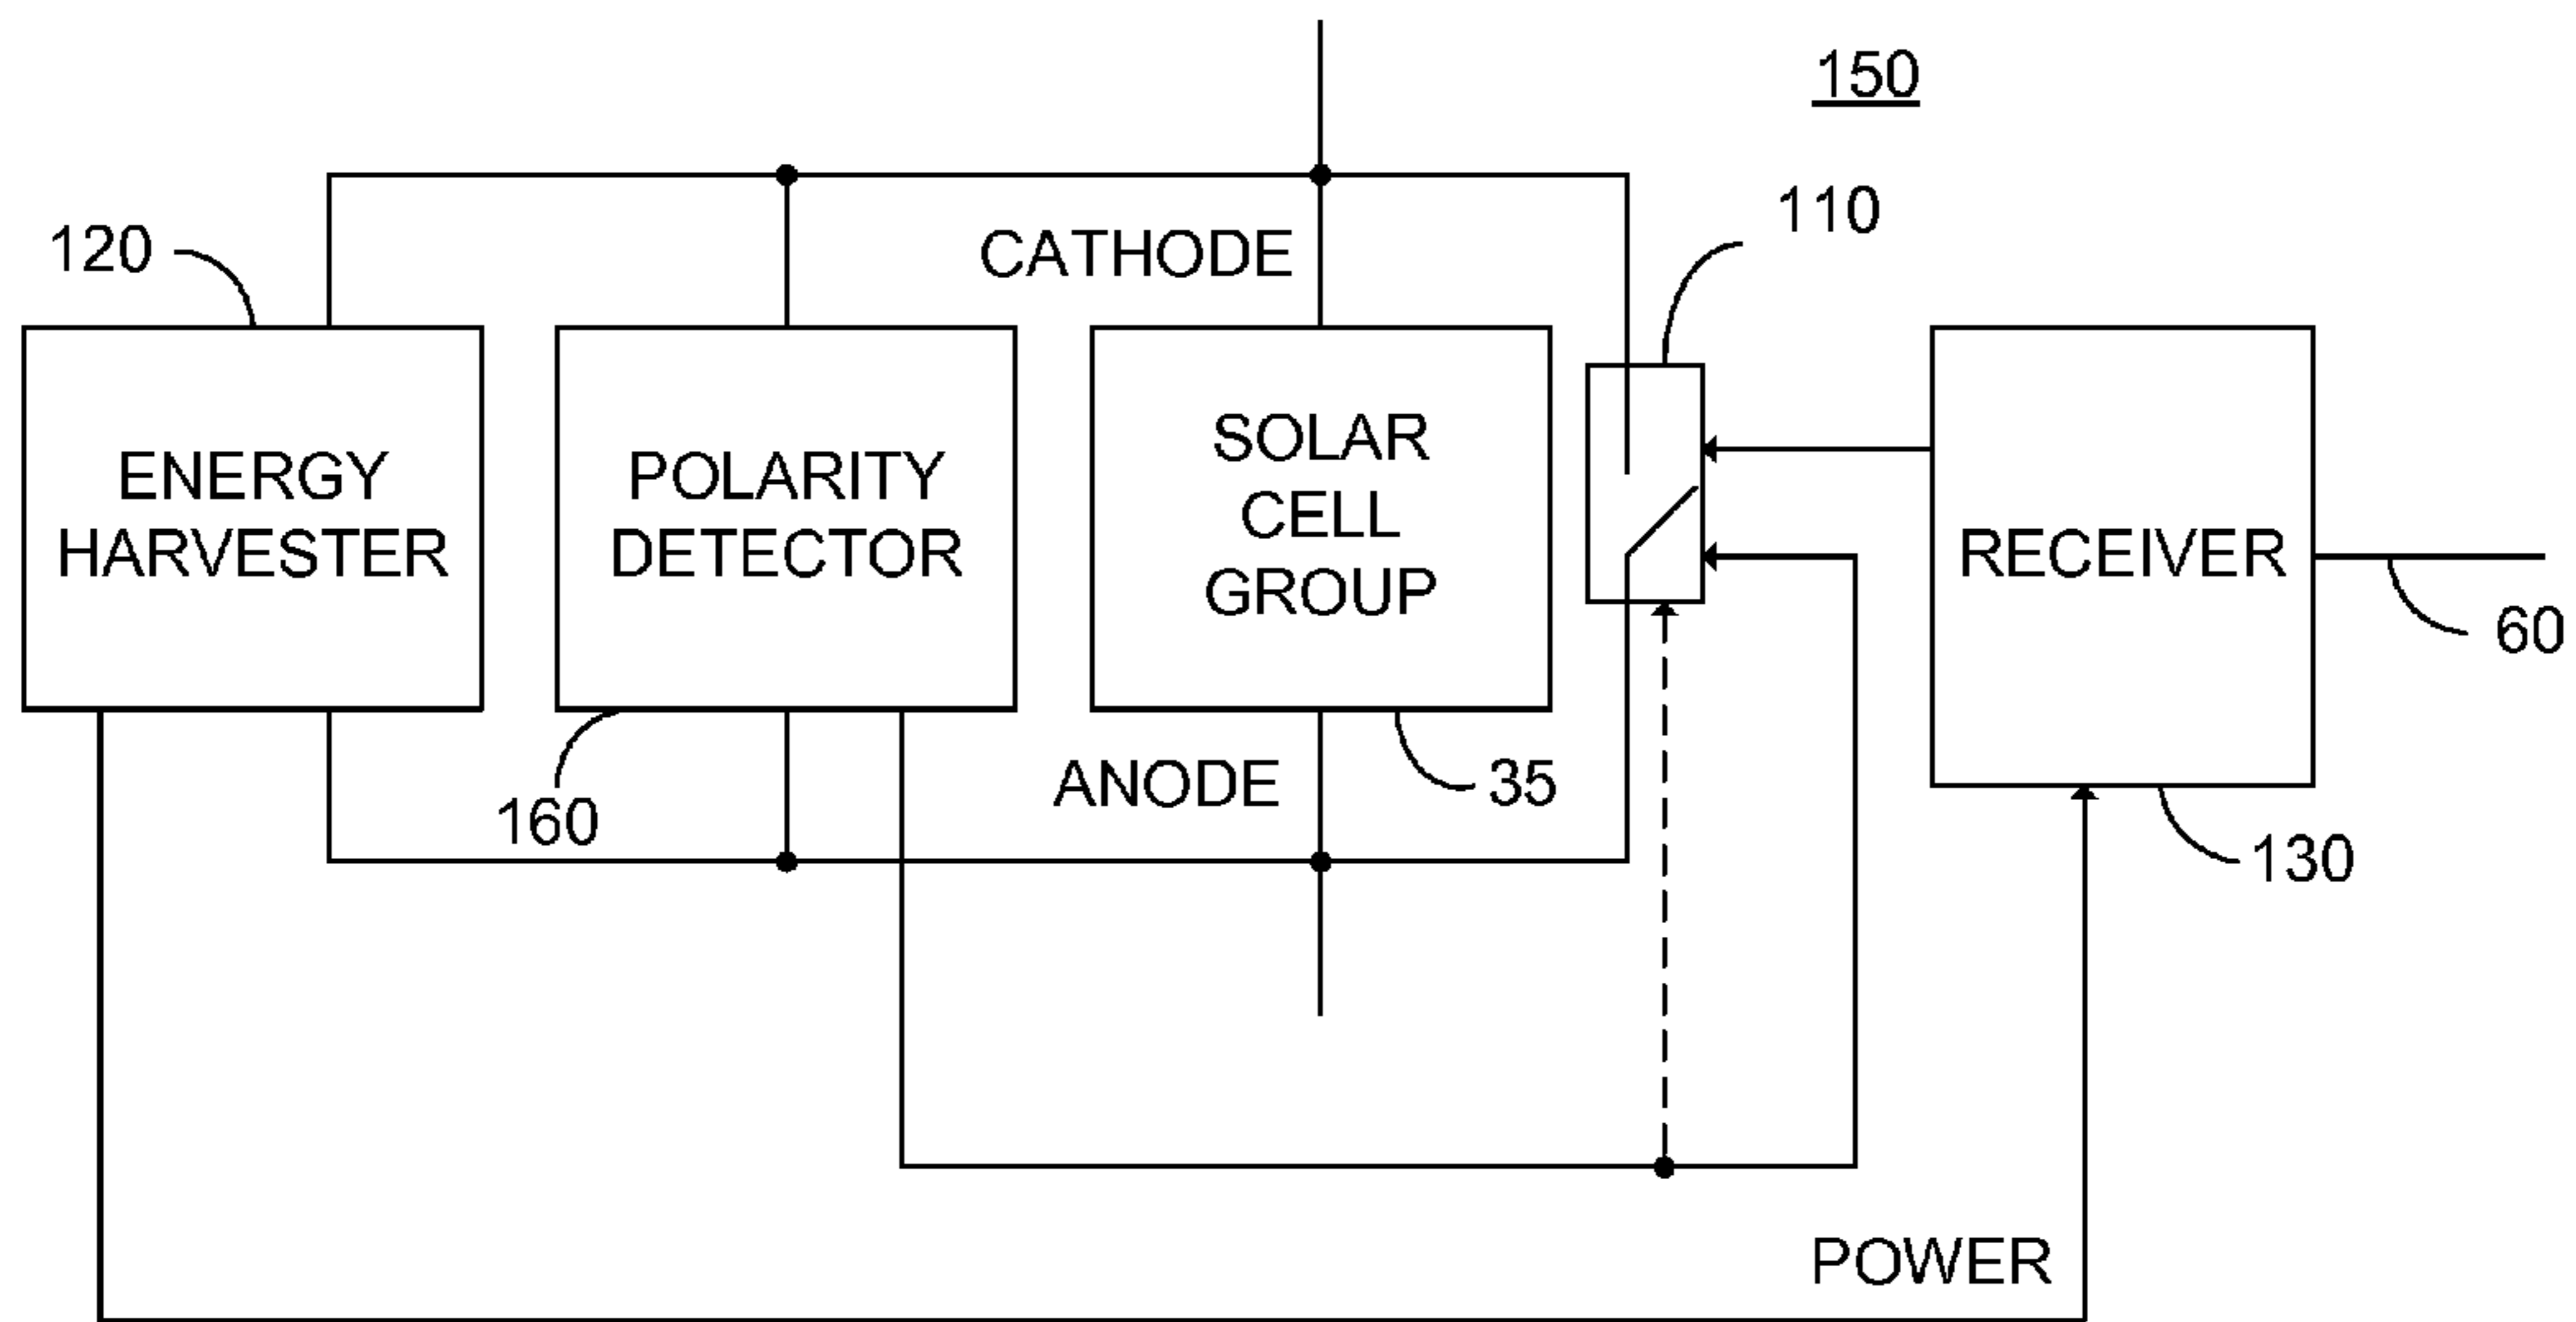 150
110
120
CATHODE
ENERGY
HARVESTER
POLARITY
DETECTOR
SOLAR
CELL
GROUP
RECEIVER
60
ANODE
35
160
130
POWER